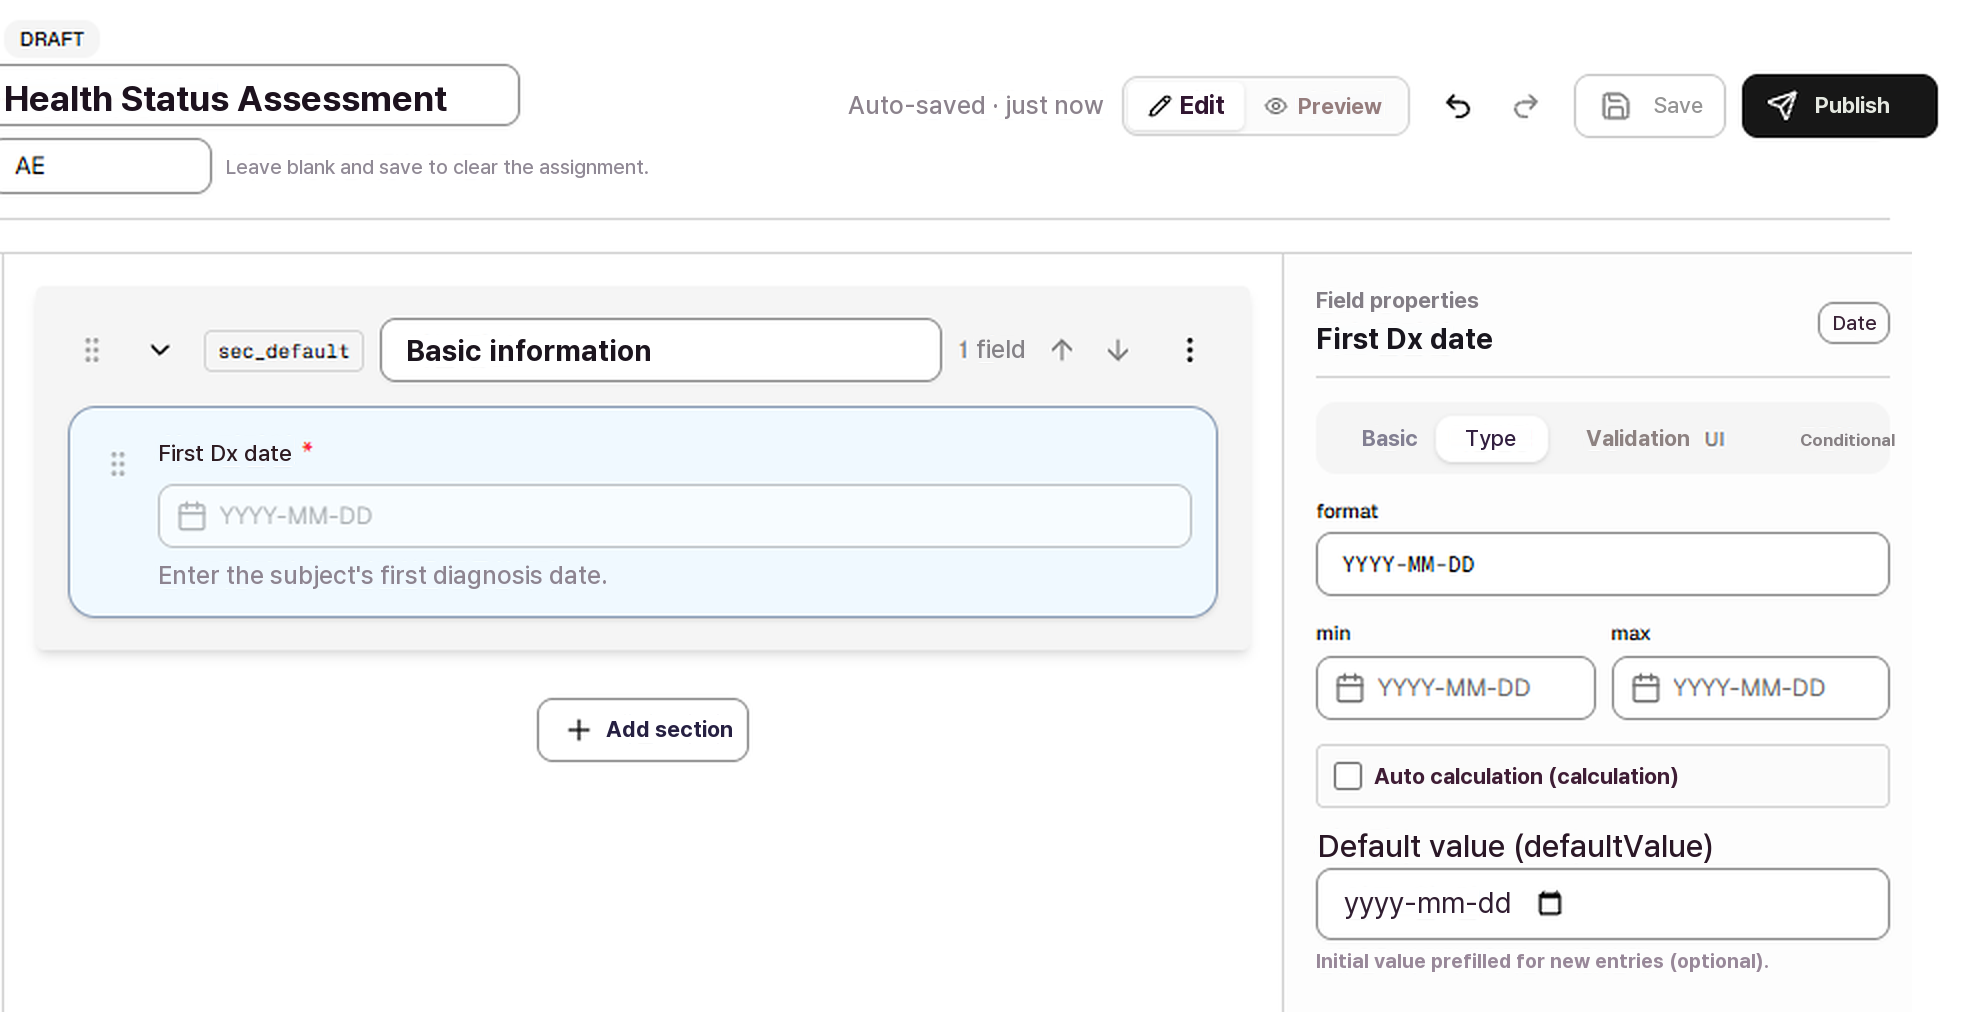 DRAFT
Health Status Assessment
Auto-saved · just now
Edit
Preview
Save
Publish
AE
Leave blank and save to clear the assignment.
sec_default
Basic information
1 field
First Dx date *
YYYY-MM-DD
Enter the subject's first diagnosis date.
Add section
Field properties
First Dx date
Date
Basic
Type
Validation
UI
Conditional
format
YYYY-MM-DD
min
max
YYYY-MM-DD
YYYY-MM-DD
Auto calculation (calculation)
Default value (defaultValue)
yyyy-mm-dd
Initial value prefilled for new entries (optional).